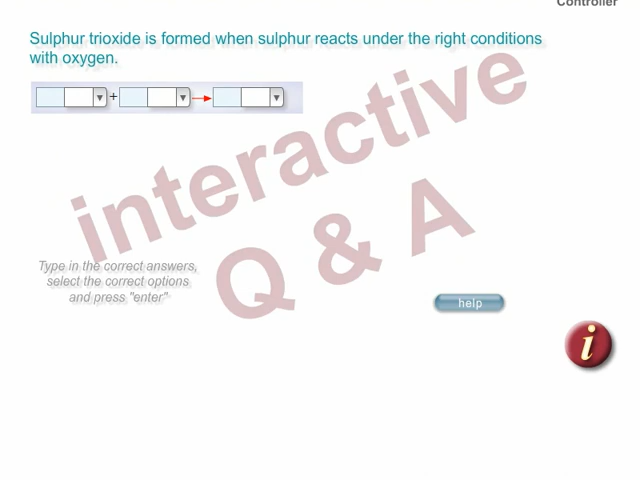 Controller
Sulphur trioxide is formed when sulphur reacts under the right conditions
with oxygen.
+
interactive
Q & A
Type in the correct answers,
select the correct options
and press "enter"
help
i